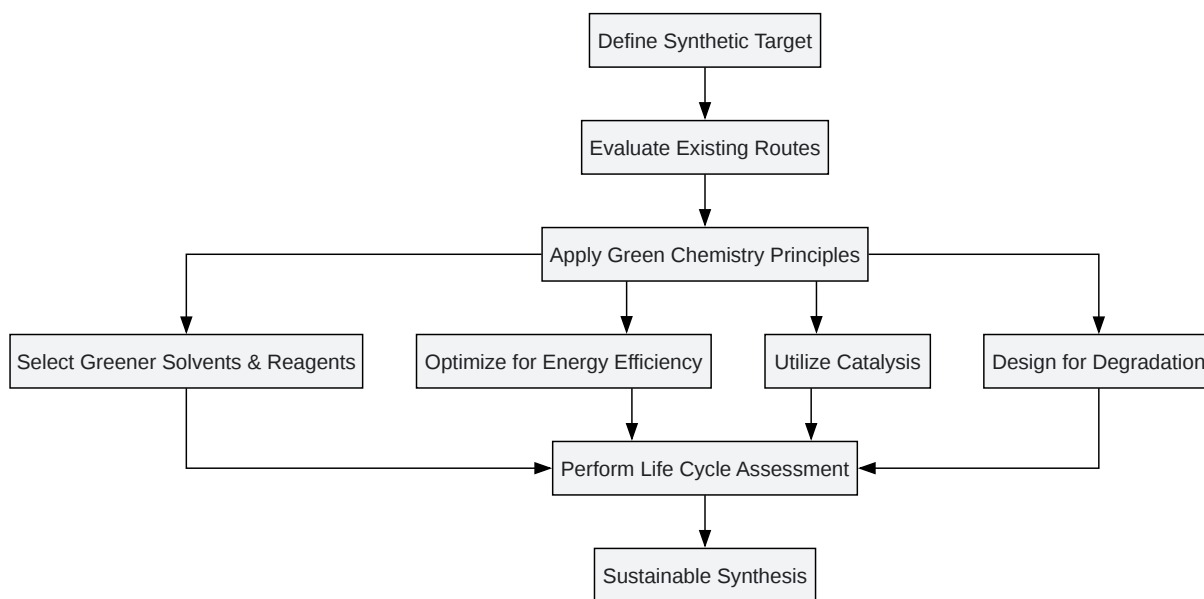 Define Synthetic Target
Evaluate Existing Routes
Apply Green Chemistry Principles
Select Greener Solvents & Reagents
Optimize for Energy Efficiency
Utilize Catalysis
Design for Degradation
Perform Life Cycle Assessment
Sustainable Synthesis